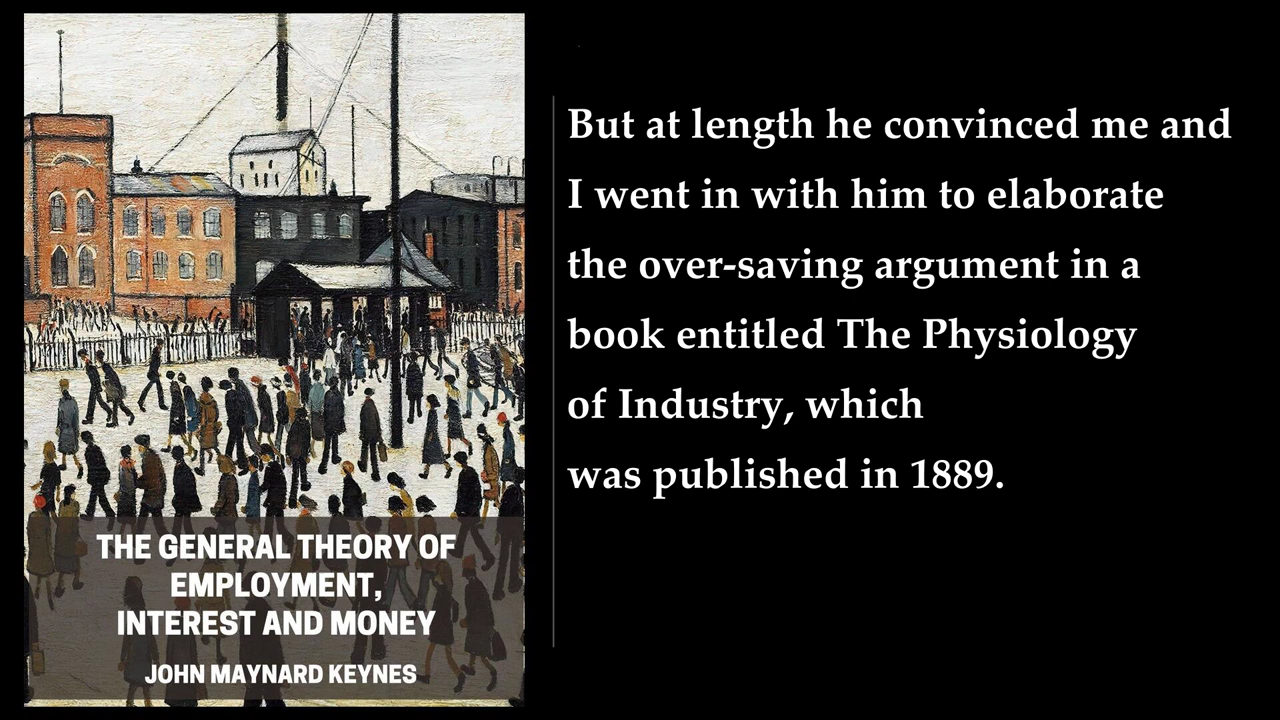 THE GENERAL THEORY OF
EMPLOYMENT,
INTEREST AND MONEY
JOHN MAYNARD KEYNES
But at length he convinced me and
I went in with him to elaborate
the over-saving argument in a
book entitled The Physiology
of Industry, which
was published in 1889.